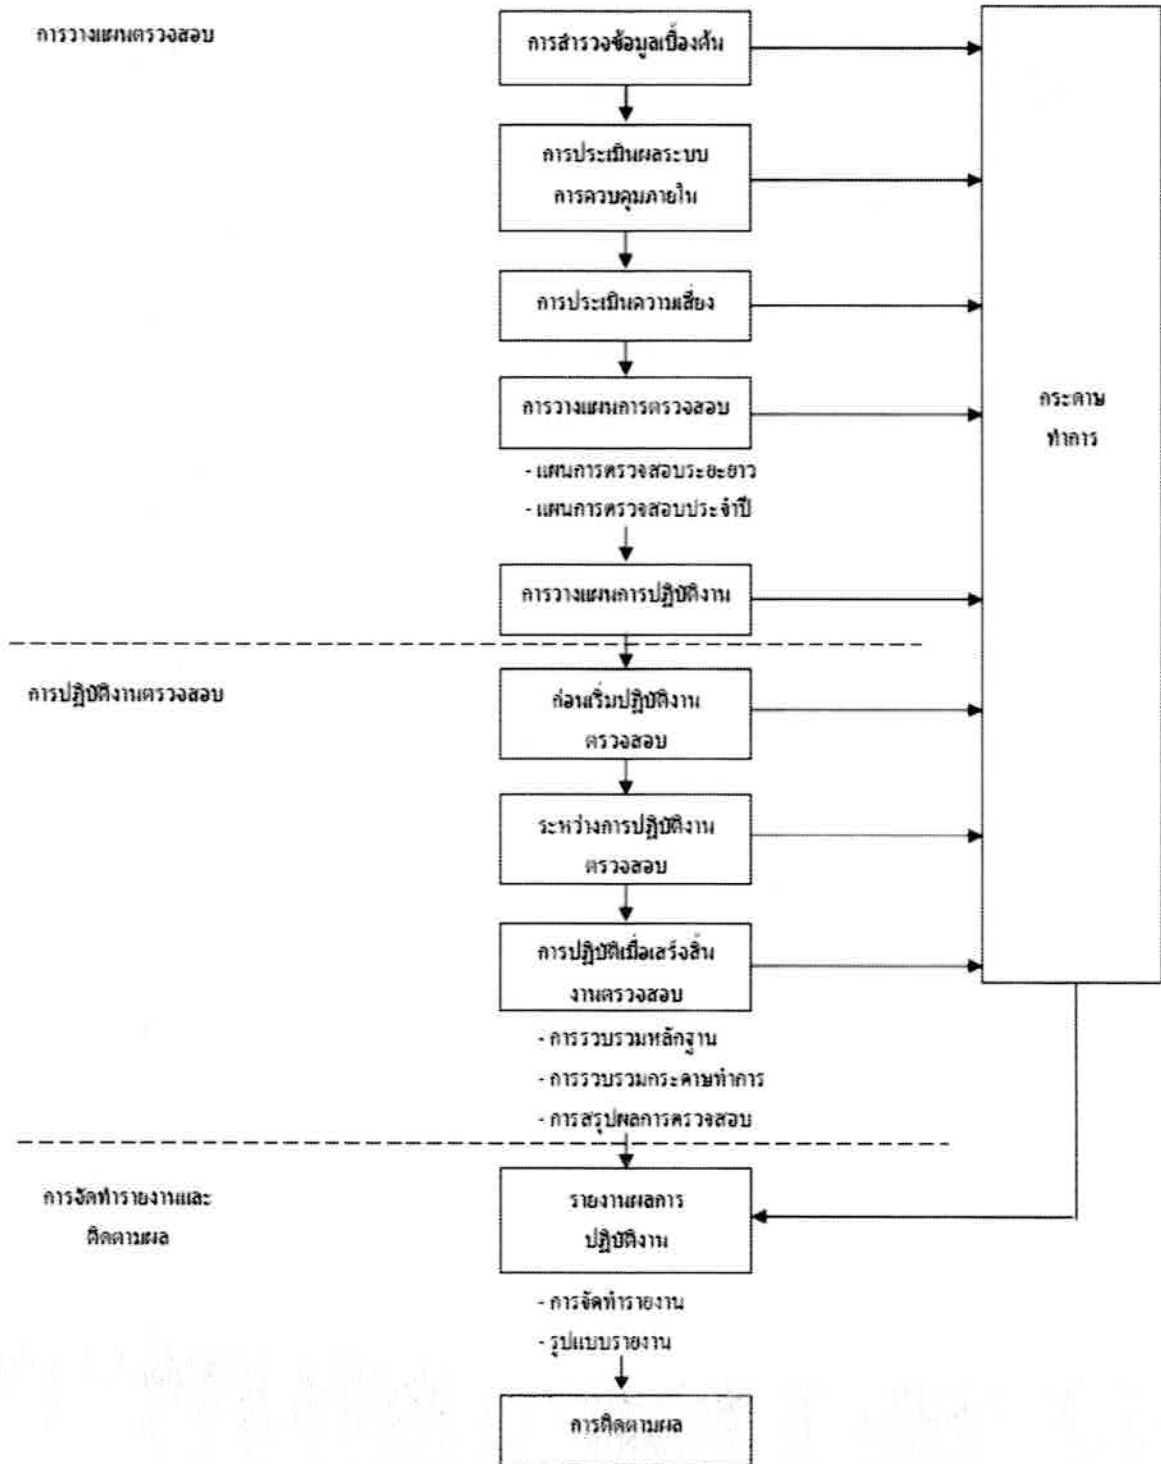 การวางแผนตรวจสอบ
การสำรวจข้อมูลเบื้องต้น
การประเมินผลระบบ
การควบคุมภายใน
การประเมินความเสี่ยง
การวางแผนการตรวจสอบ
- แผนการตรวจสอบระยะยาว
- แผนการตรวจสอบประจำปี
การวางแผนการปฏิบัติงาน
กระดาษ
ทำการ
การปฏิบัติงานตรวจสอบ
ก่อนเริ่มปฏิบัติงาน
ตรวจสอบ
ระหว่างการปฏิบัติงาน
ตรวจสอบ
การปฏิบัติเมื่อเสร็จสิ้น
งานตรวจสอบ
- การรวบรวมหลักฐาน
- การรวบรวมกระดาษทำการ
- การสรุปผลการตรวจสอบ
การจัดทำรายงานและ
ติดตามผล
รายงานผลการ
ปฏิบัติงาน
- การจัดทำรายงาน
- รูปแบบรายงาน
การติดตามผล